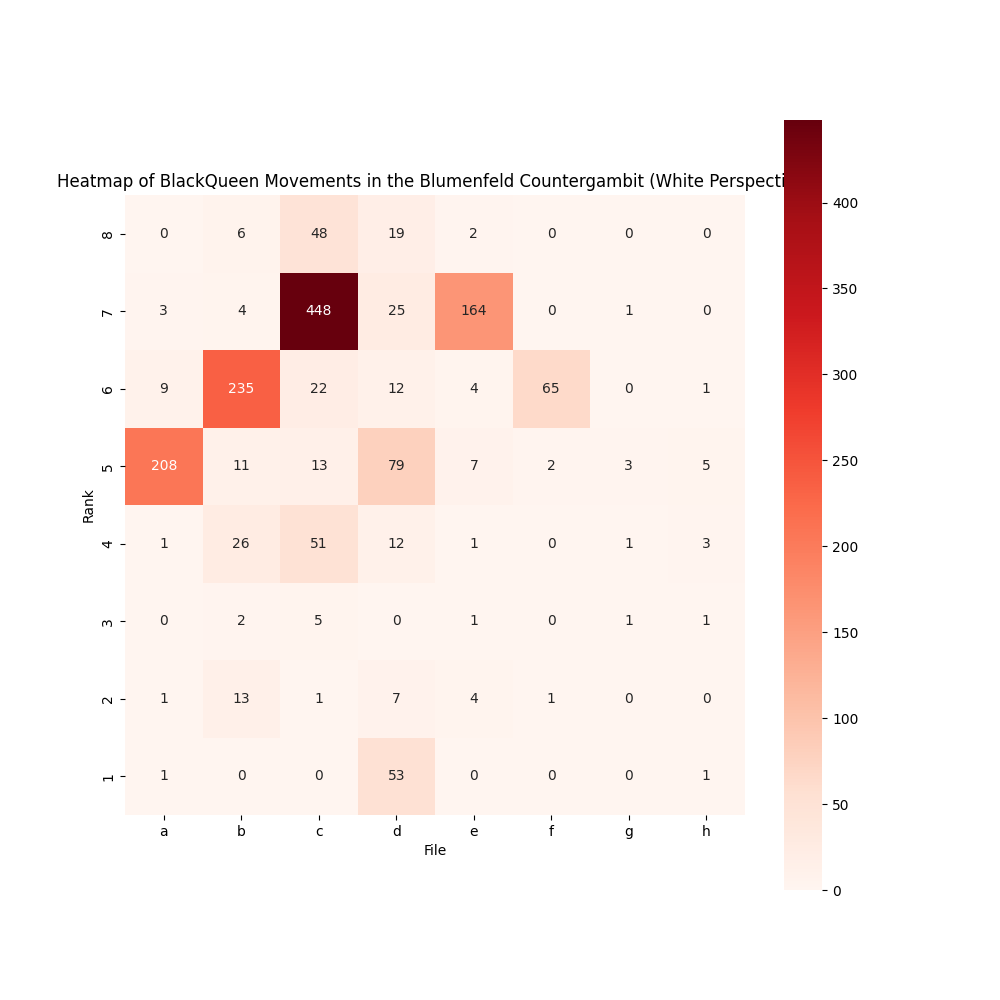 Heatmap of BlackQueen Movements in the Blumenfeld Countergambit (White Perspecti
8 0 6 48 19 2 0 0 0
7 3 4 448 25 164 0 1 0
6 9 235 22 12 4 65 0 1
5 208 11 13 79 7 2 3 5
4 1 26 51 12 1 0 1 3
3 0 2 5 0 1 0 1 1
2 1 13 1 7 4 1 0 0
1 1 0 0 53 0 0 0 1
a b c d e f g h
File
Rank
400
350
300
250
200
150
100
50
0